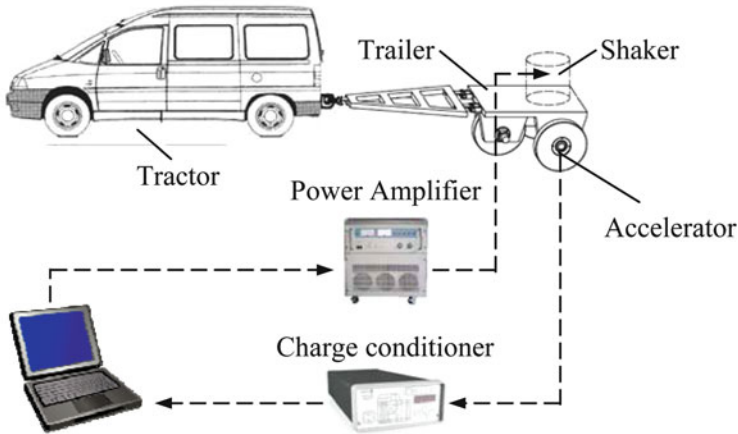 Trailer
Shaker
Tractor
Power Amplifier
Accelerator
Charge conditioner